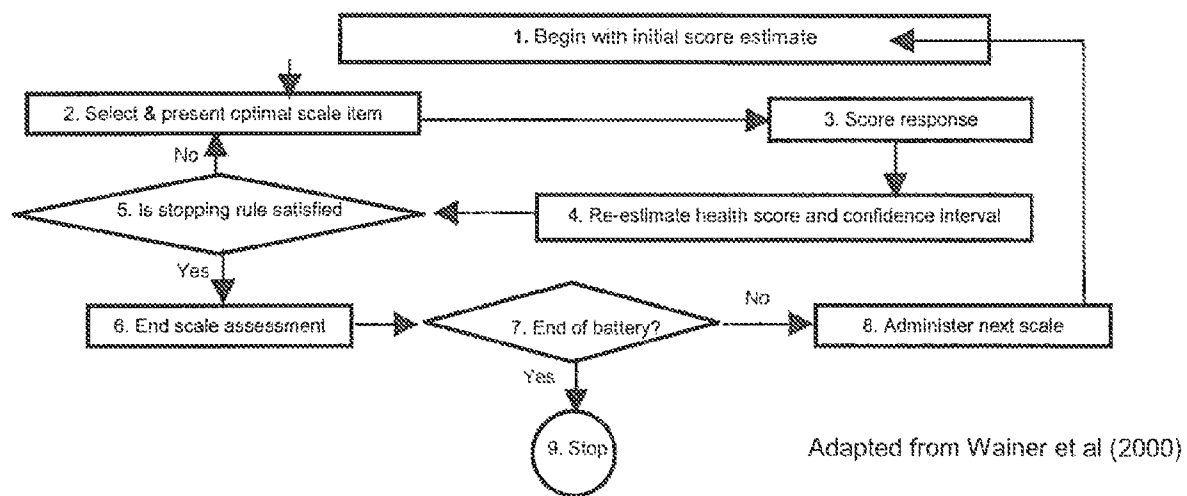 1. Begin with initial score estimate
2. Select & present optimal scale item
3. Score response
No
5. Is stopping rule satisfied
4. Re-estimate health score and confidence interval
Yes
6. End scale assessment
7. End of battery?
No
8. Administer next scale
Yes
9. Stop
Adapted from Wainer et al (2000)